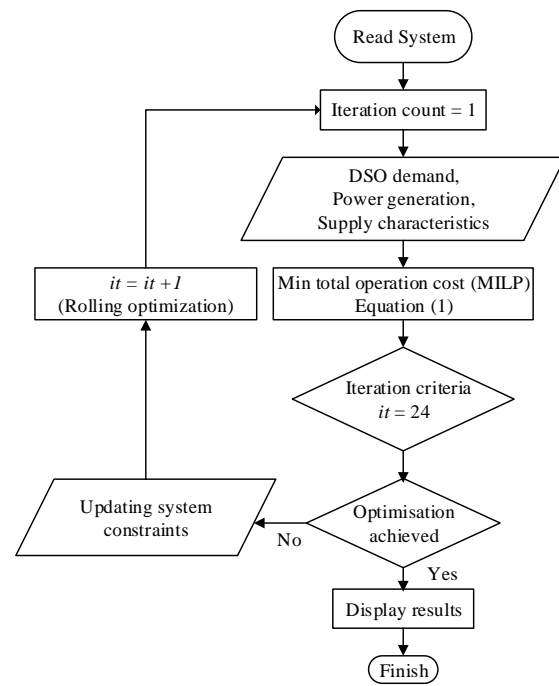 Read System
Iteration count = 1
DSO demand,
Power generation,
Supply characteristics
it = it +1
(Rolling optimization)
Min total operation cost (MILP)
Equation (1)
Iteration criteria
it = 24
Updating system
constraints
No
Optimisation
achieved
Yes
Display results
Finish